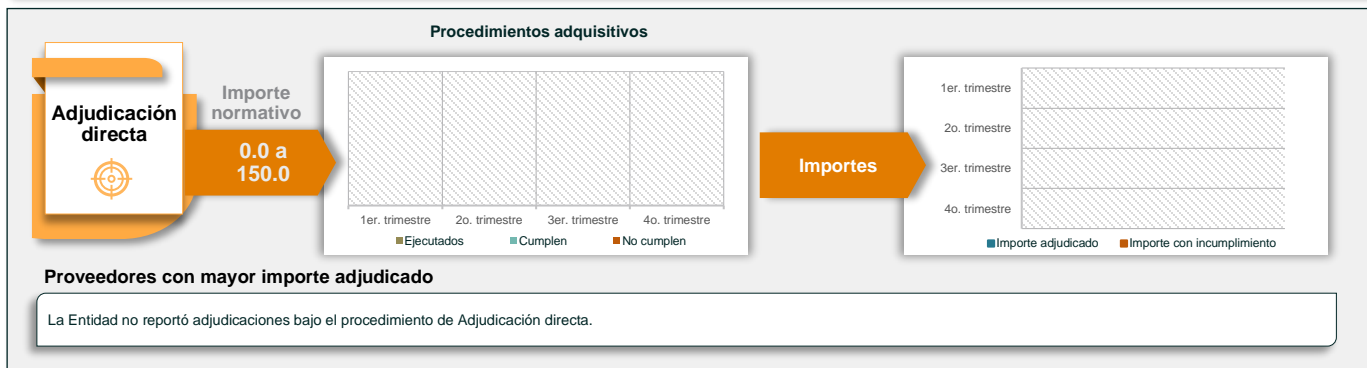 Procedimientos adquisitivos
Adjudicación
directa
Importe
normativo
0.0 a
150.0
1er. trimestre
2o. trimestre
3er. trimestre
4o. trimestre
Ejecutados
Cumplen
No cumplen
Importes
1er. trimestre
2o. trimestre
3er. trimestre
4o. trimestre
Importe adjudicado
Importe con incumplimiento
Proveedores con mayor importe adjudicado
La Entidad no reportó adjudicaciones bajo el procedimiento de Adjudicación directa.